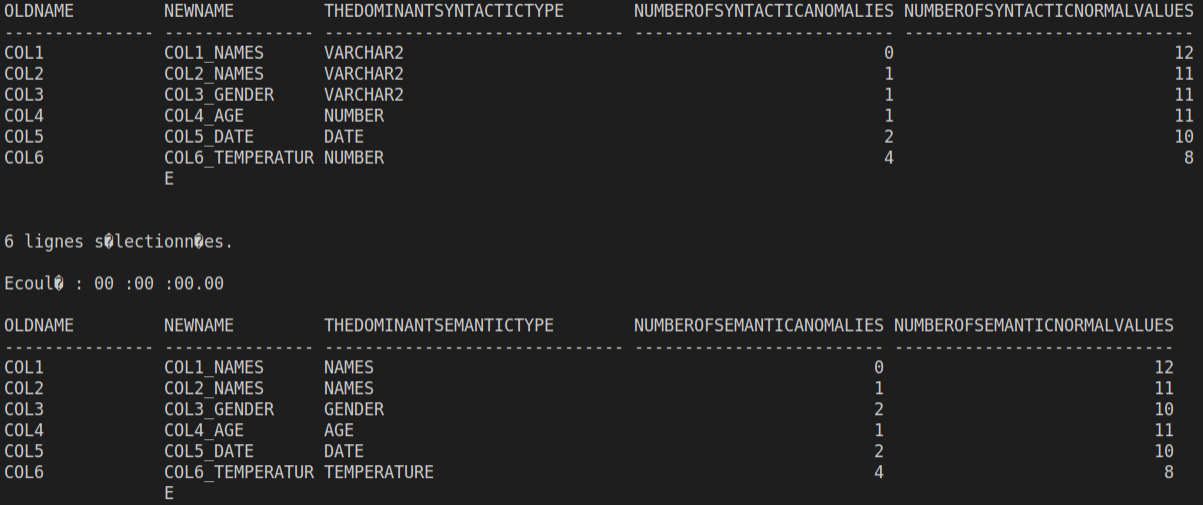 OLDNAME NEWNAME THEDOMINANTSYNTACTICTYPE NUMBEROFSYNTACTICANOMALIES NUMBEROFSYNTACTICNORMALVALUES
--------------- --------------- ------------------------------ -------------------------- -----------------------------
COL1 COL1_NAMES VARCHAR2 0 12
COL2 COL2_NAMES VARCHAR2 1 11
COL3 COL3_GENDER VARCHAR2 1 11
COL4 COL4_AGE NUMBER 1 11
COL5 COL5_DATE DATE 2 10
COL6 COL6_TEMPERATUR NUMBER 4 8
E
6 lignes s�lectionn�es.
Ecoul� : 00 :00 :00.00
OLDNAME NEWNAME THEDOMINANTSEMANTICTYPE NUMBEROFSEMANTICANOMALIES NUMBEROFSEMANTICNORMALVALUES
--------------- --------------- ------------------------------ ------------------------- ----------------------------
COL1 COL1_NAMES NAMES 0 12
COL2 COL2_NAMES NAMES 1 11
COL3 COL3_GENDER GENDER 2 10
COL4 COL4_AGE AGE 1 11
COL5 COL5_DATE DATE 2 10
COL6 COL6_TEMPERATUR TEMPERATURE 4 8
E